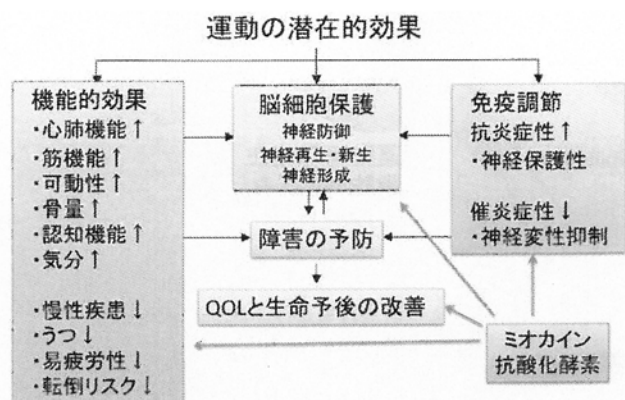 運動の潜在的効果
機能的効果
・心肺機能↑
・筋機能↑
・可動性↑
・骨量↑
・認知機能↑
・気分↑
・慢性疾患↓
・うつ↓
・易疲労性↓
・転倒リスク↓
脳細胞保護
神経防御
神経再生・新生
神経形成
障害の予防
QOLと生命予後の改善
免疫調節
抗炎症性↑
・神経保護性
催炎症性↓
・神経変性抑制
ミオカイン
抗酸化酵素